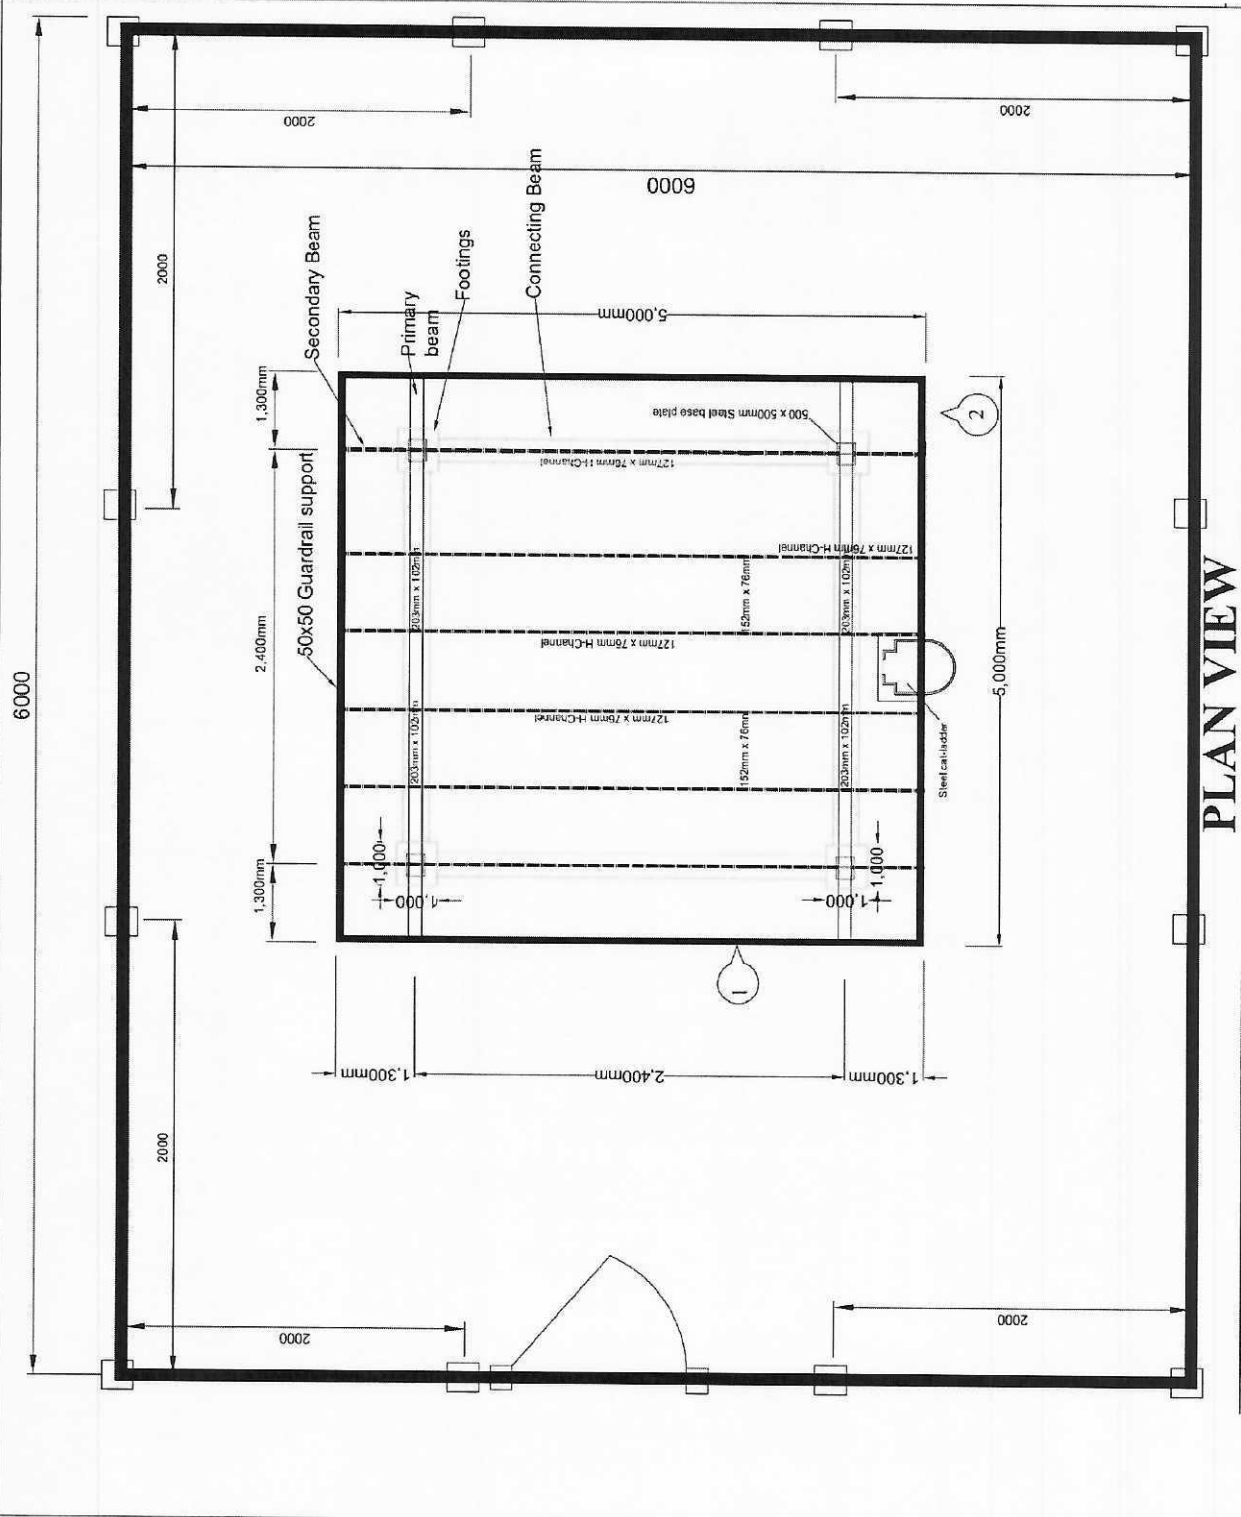 6000
2000
2000
2000
2000
6000
Secondary Beam
Primary
beam
Footings
Connecting Beam
1,300mm
2,400mm
1,300mm
50x50 Guardrail support
5,000mm
500 x 500mm Steel base plate
127mm x 76mm H-Channel
127mm x 76mm H-Channel
127mm x 76mm H-Channel
127mm x 76mm H-Channel
203mm x 102mm
203mm x 102mm
152mm x 76mm
152mm x 76mm
203mm x 102mm
203mm x 102mm
1,000
1,000
1,000
1,000
Steel cat-ladder
5,000mm
2
1
1,300mm
2,400mm
1,300mm
2000
2000
PLAN VIEW